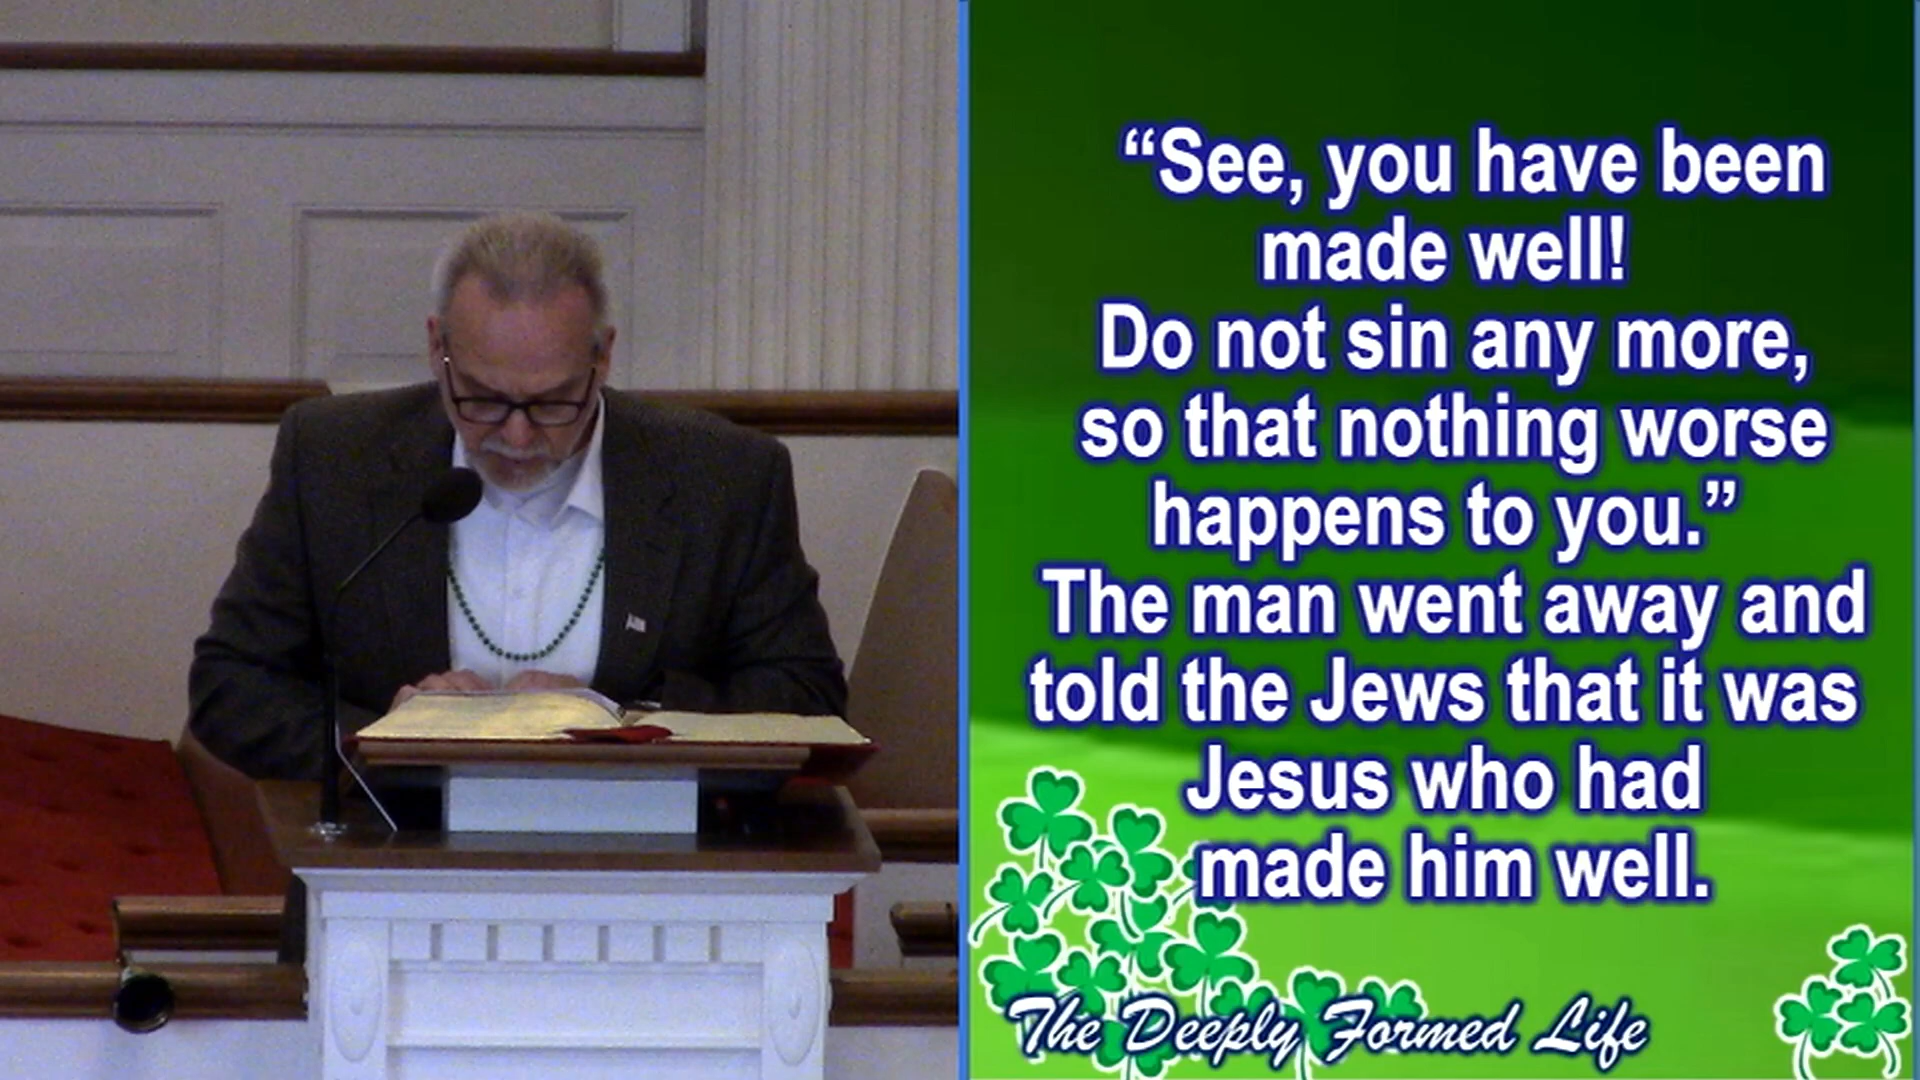 “See, you have been
made well!
Do not sin any more,
so that nothing worse
happens to you.”
The man went away and
told the Jews that it was
Jesus who had
made him well.
The Deeply Formed Life